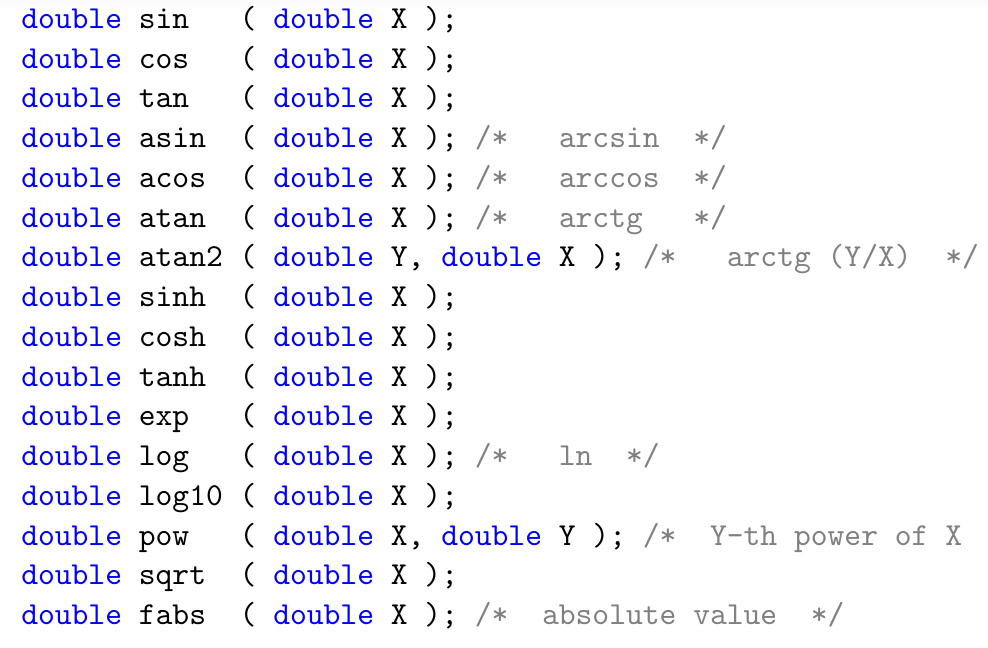 double sin   ( double X );
double cos   ( double X );
double tan   ( double X );
double asin  ( double X ); /*   arcsin  */
double acos  ( double X ); /*   arccos  */
double atan  ( double X ); /*   arctg   */
double atan2 ( double Y, double X ); /*   arctg (Y/X)  */
double sinh  ( double X );
double cosh  ( double X );
double tanh  ( double X );
double exp   ( double X );
double log   ( double X ); /*   ln  */
double log10 ( double X );
double pow   ( double X, double Y ); /*  Y-th power of X
double sqrt  ( double X );
double fabs  ( double X ); /*  absolute value  */